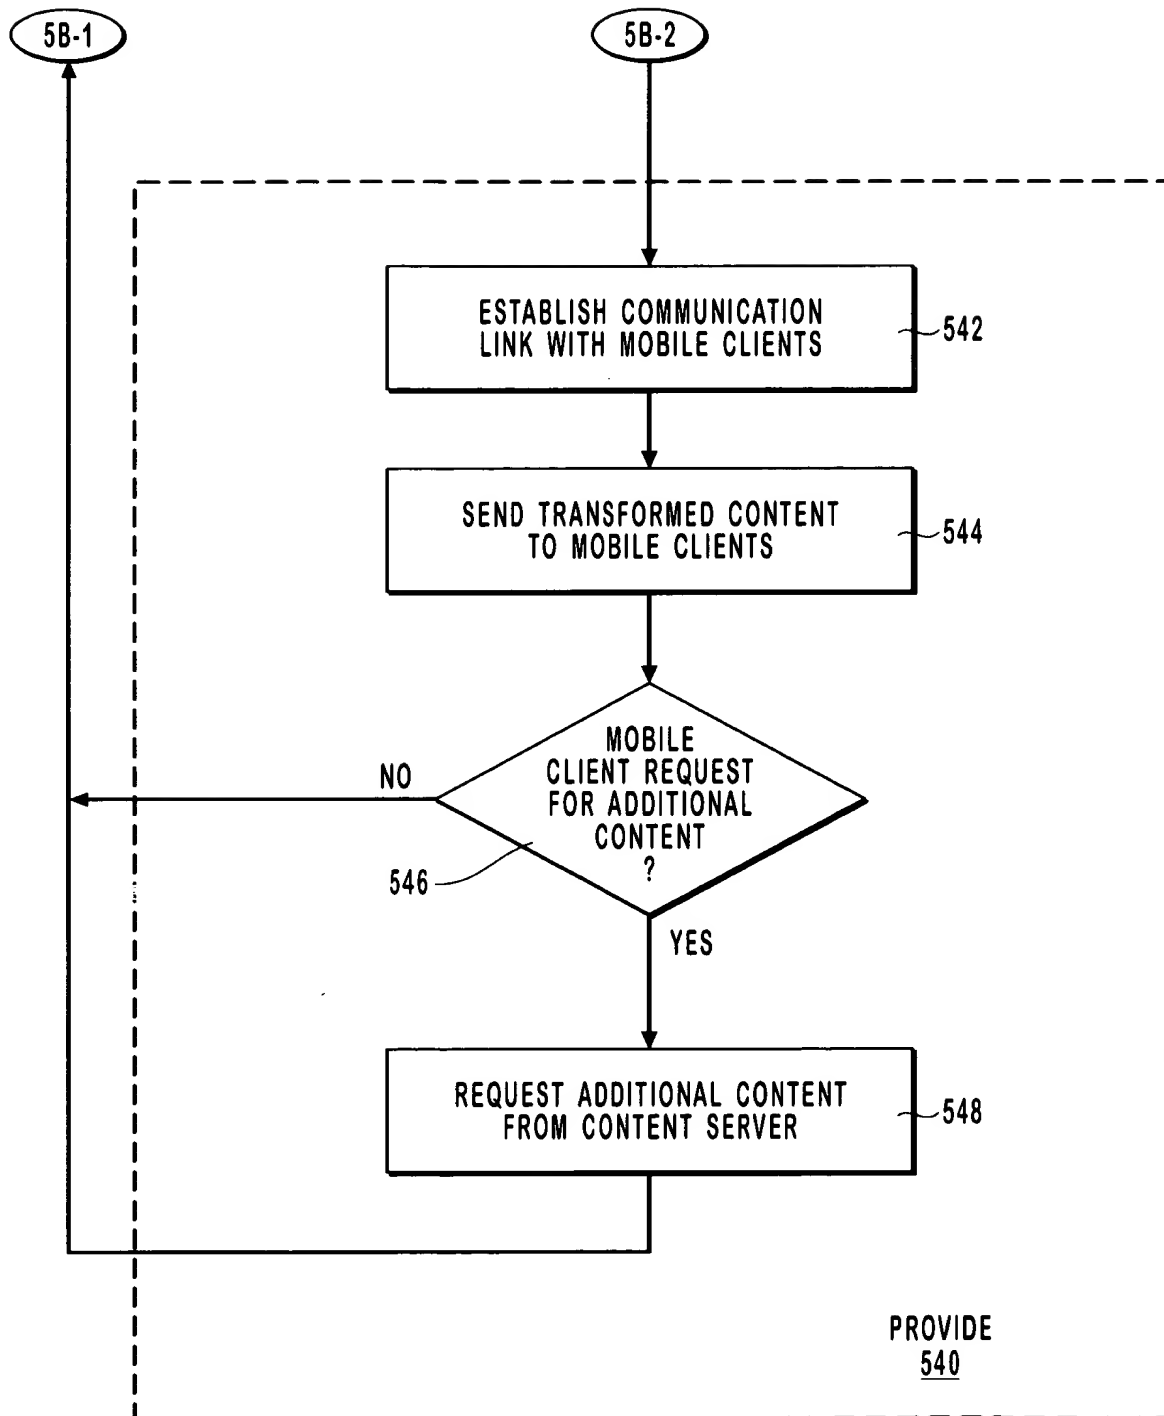 5B-1
5B-2
ESTABLISH COMMUNICATION
LINK WITH MOBILE CLIENTS
542
SEND TRANSFORMED CONTENT
TO MOBILE CLIENTS
544
MOBILE
CLIENT REQUEST
FOR ADDITIONAL
CONTENT
?
NO
546
YES
REQUEST ADDITIONAL CONTENT
FROM CONTENT SERVER
548
PROVIDE
540